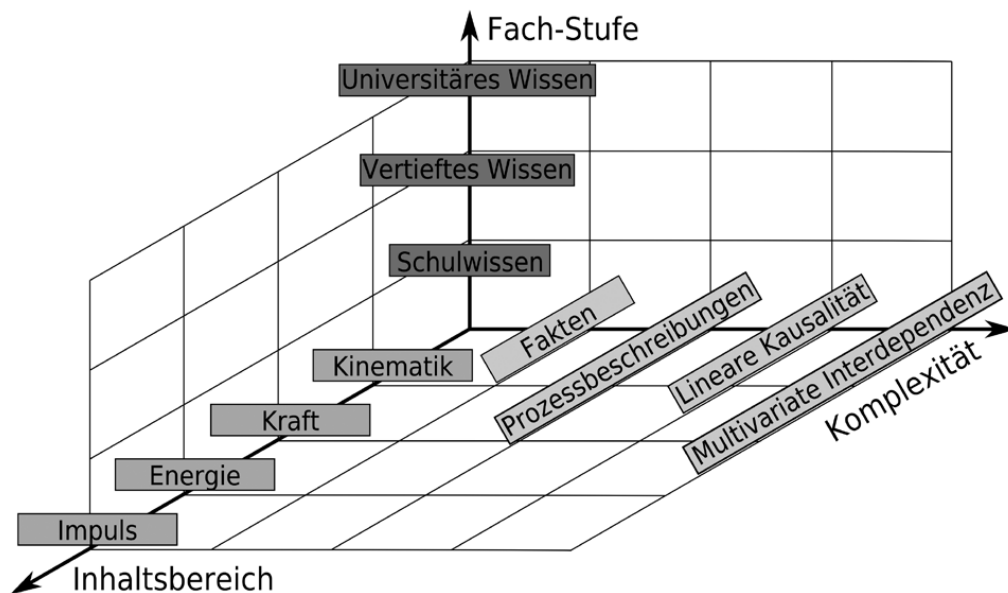 Fach-Stufe
Universitäres Wissen
Vertieftes Wissen
Schulwissen
Fakten
Prozessbeschreibungen
Lineare Kausalität
Multivariate Interdependenz
Komplexität
Kinematik
Kraft
Energie
Impuls
Inhaltsbereich